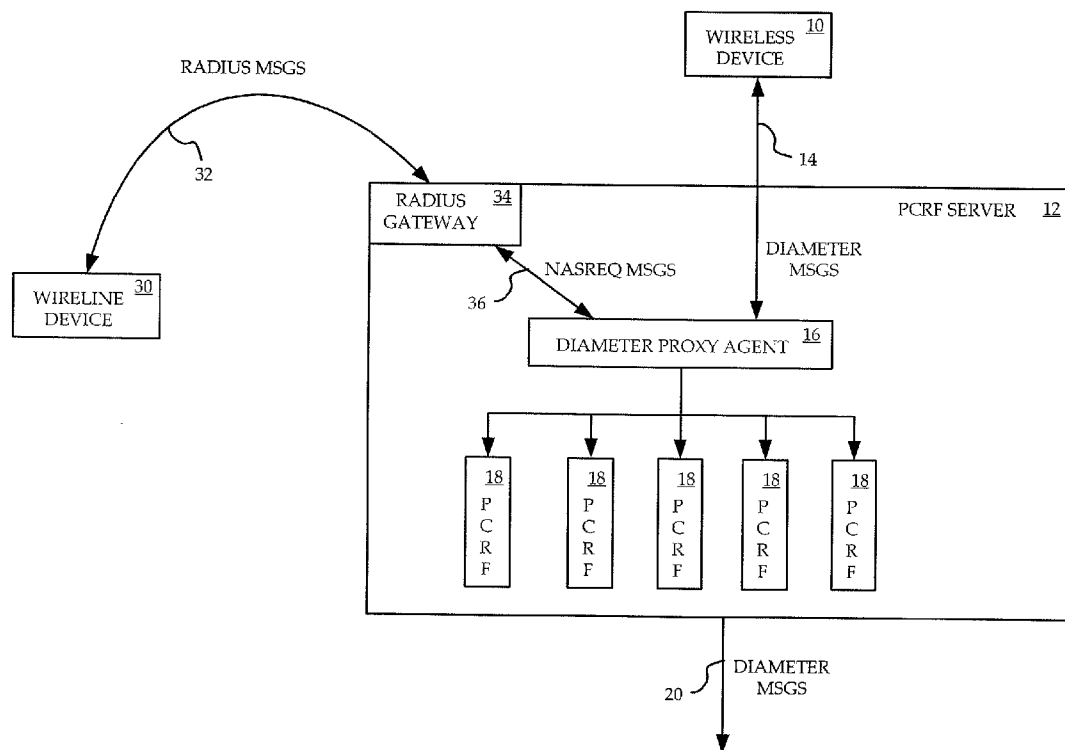 10
WIRELESS
DEVICE
RADIUS MSGS
32
14
RADIUS 34
GATEWAY
PCRF SERVER 12
DIAMETER
MSGS
NASREQ MSGS
36
30
WIRELINE
DEVICE
16
DIAMETER PROXY AGENT
18
P
C
R
F
18
P
C
R
F
18
P
C
R
F
18
P
C
R
F
18
P
C
R
F
20
DIAMETER
MSGS